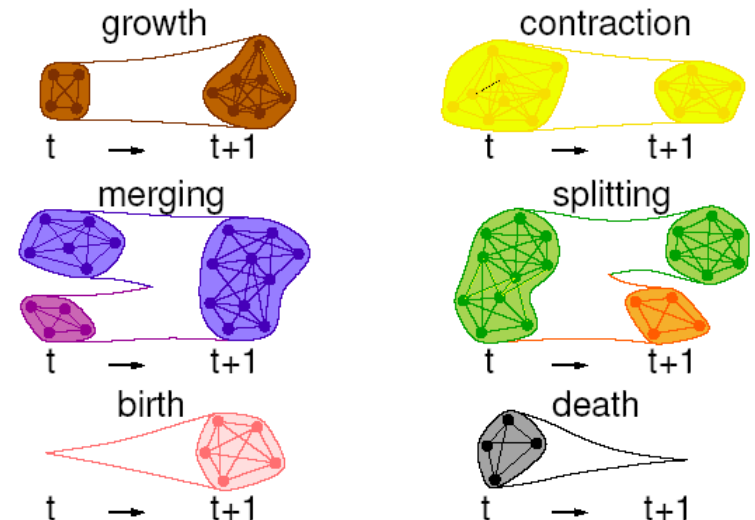 growth
contraction
t → t+1
t → t+1
merging
splitting
t → t+1
t → t+1
birth
death
t → t+1
t → t+1